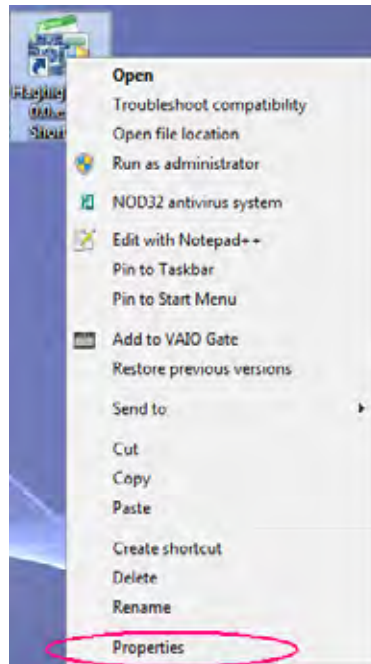 Open
Troubleshoot compatibility
Open file location
Run as administrator
NOD32 antivirus system
Edit with Notepad++
Pin to Taskbar
Pin to Start Menu
Add to VAIO Gate
Restore previous versions
Send to
Cut
Copy
Paste
Create shortcut
Delete
Rename
Properties